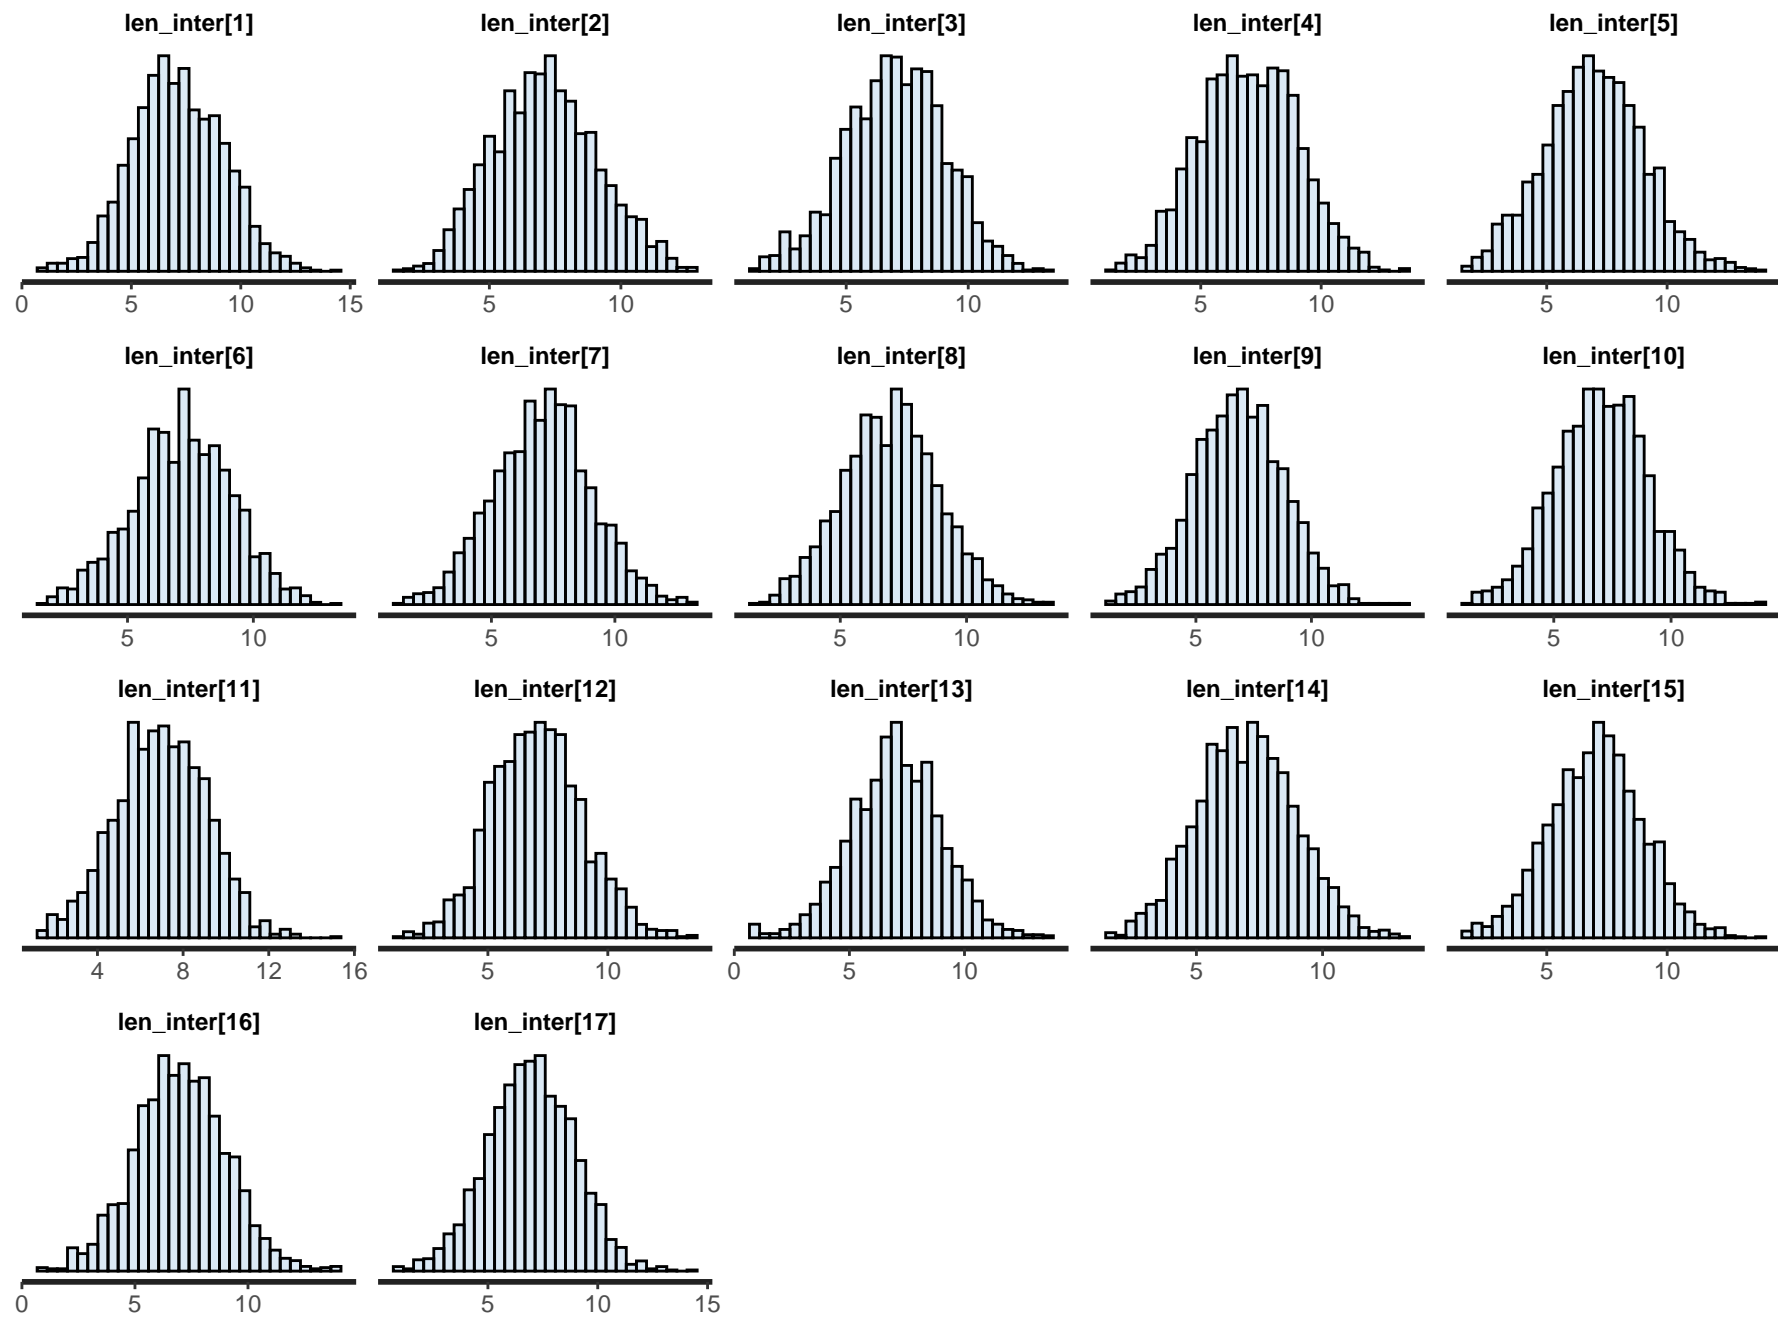 len_inter[1] len_inter[2] len_inter[3] len_inter[4] len_inter[5]
0 5 10 15 5 10 5 10 5 10 5 10
len_inter[6] len_inter[7] len_inter[8] len_inter[9] len_inter[10]
5 10 5 10 5 10 5 10 5 10
len_inter[11] len_inter[12] len_inter[13] len_inter[14] len_inter[15]
4 8 12 16 5 10 0 5 10 5 10 5 10
len_inter[16] len_inter[17]
0 5 10 5 10 15